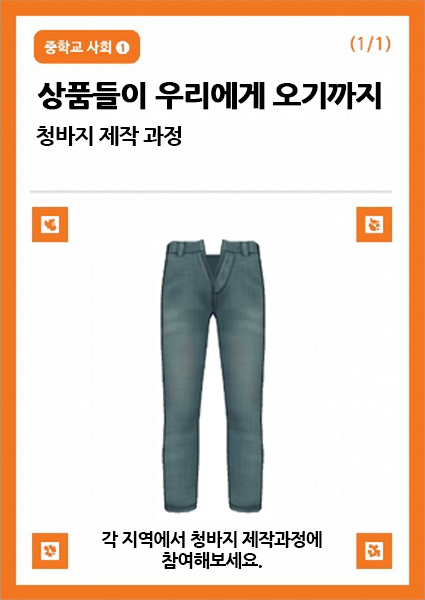 중학교 사회 ❶
(1/1)
상품들이 우리에게 오기까지
청바지 제작 과정
각 지역에서 청바지 제작과정에
참여해보세요.